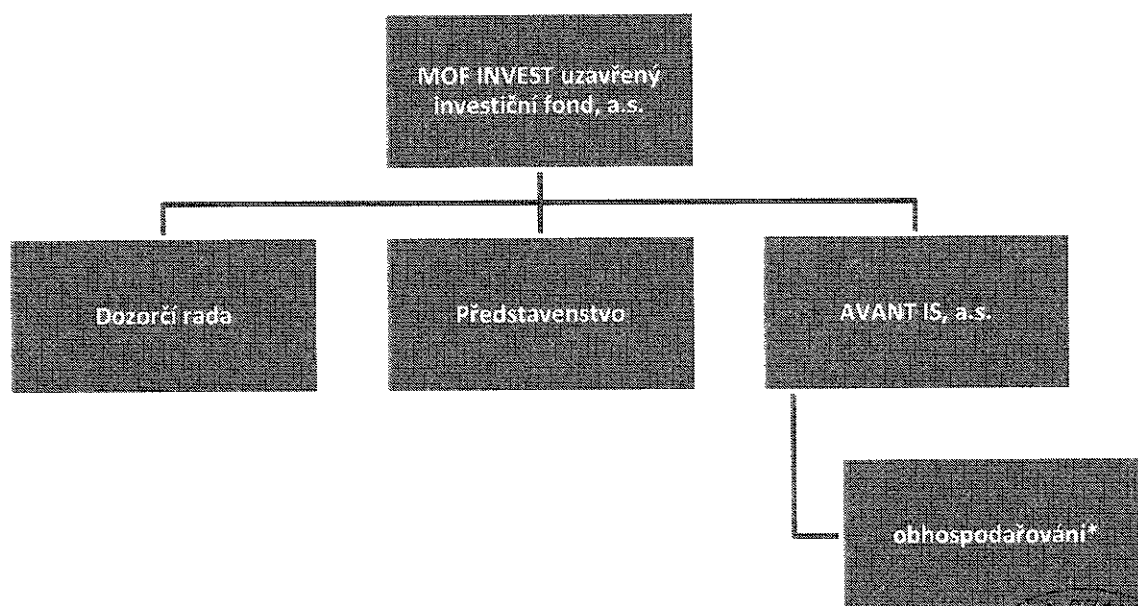 MOF INVEST uzavřený
investiční fond, a.s.
Dozorčí rada
Představenstvo
AVANT IS, a.s.
obhospodařování*